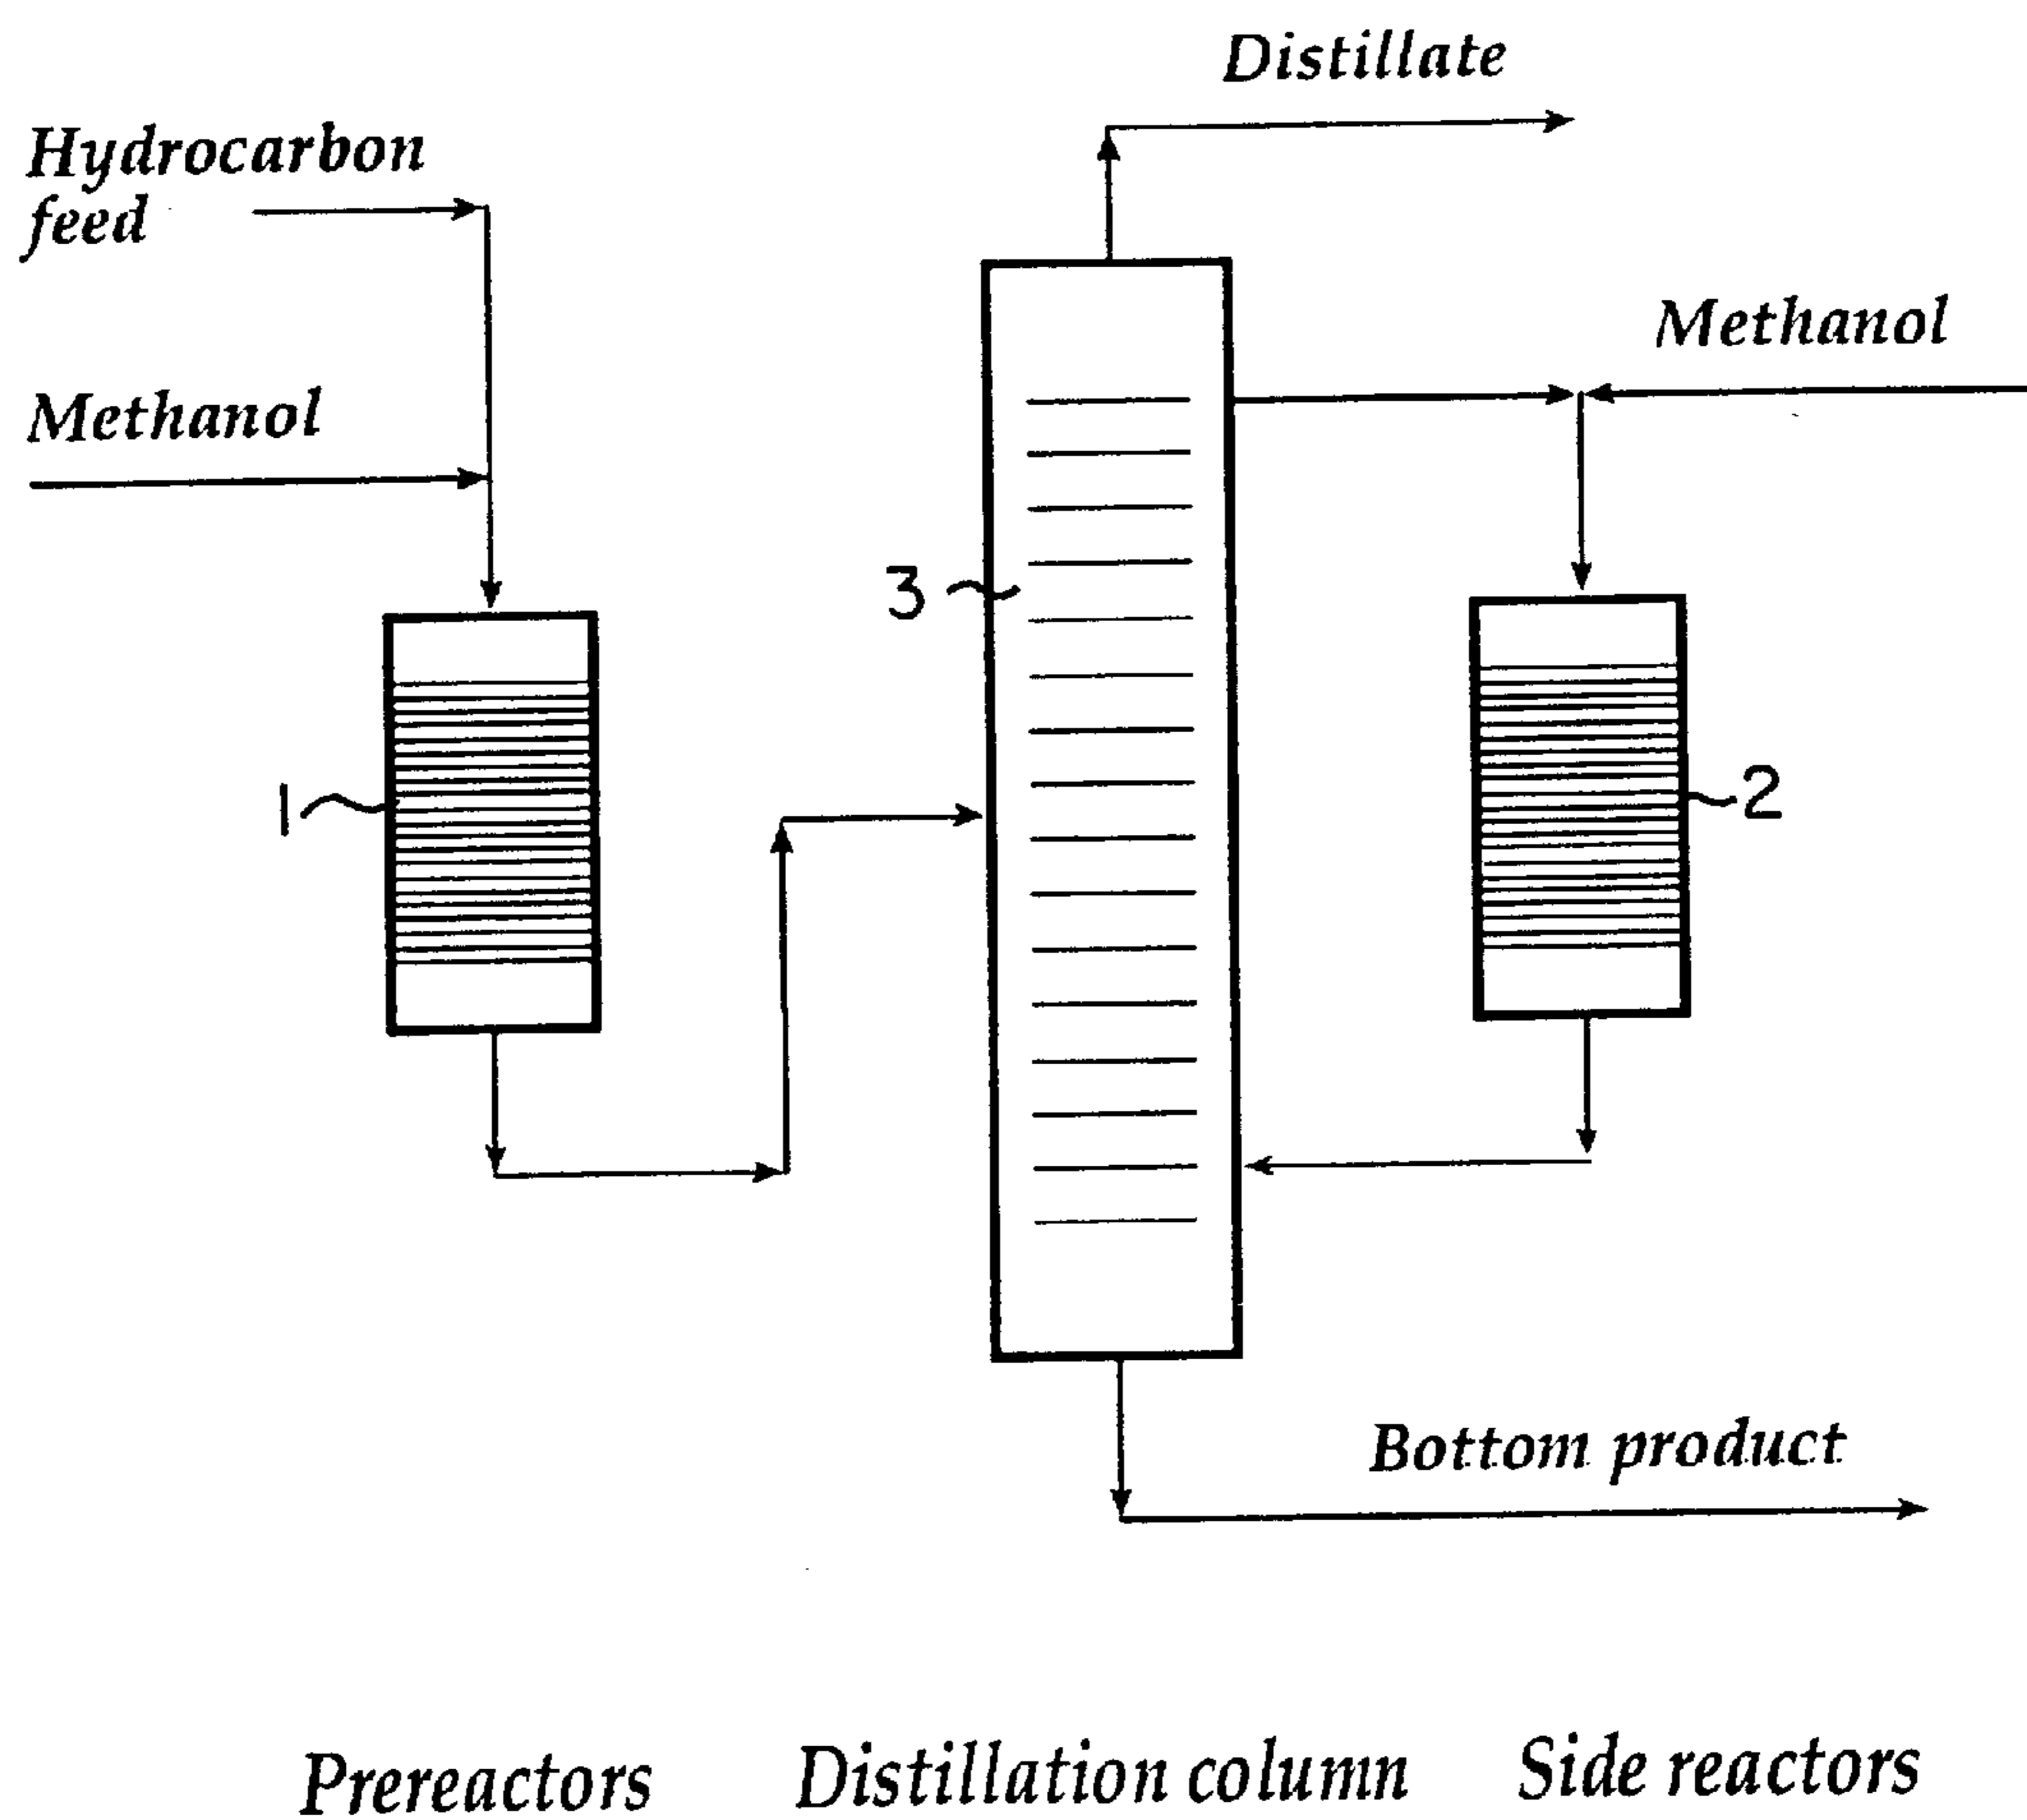 Distillate
Hydrocarbon
feed
Methanol
Methanol
3
1
2
Bottom product
Prereactors Distillation column Side reactors